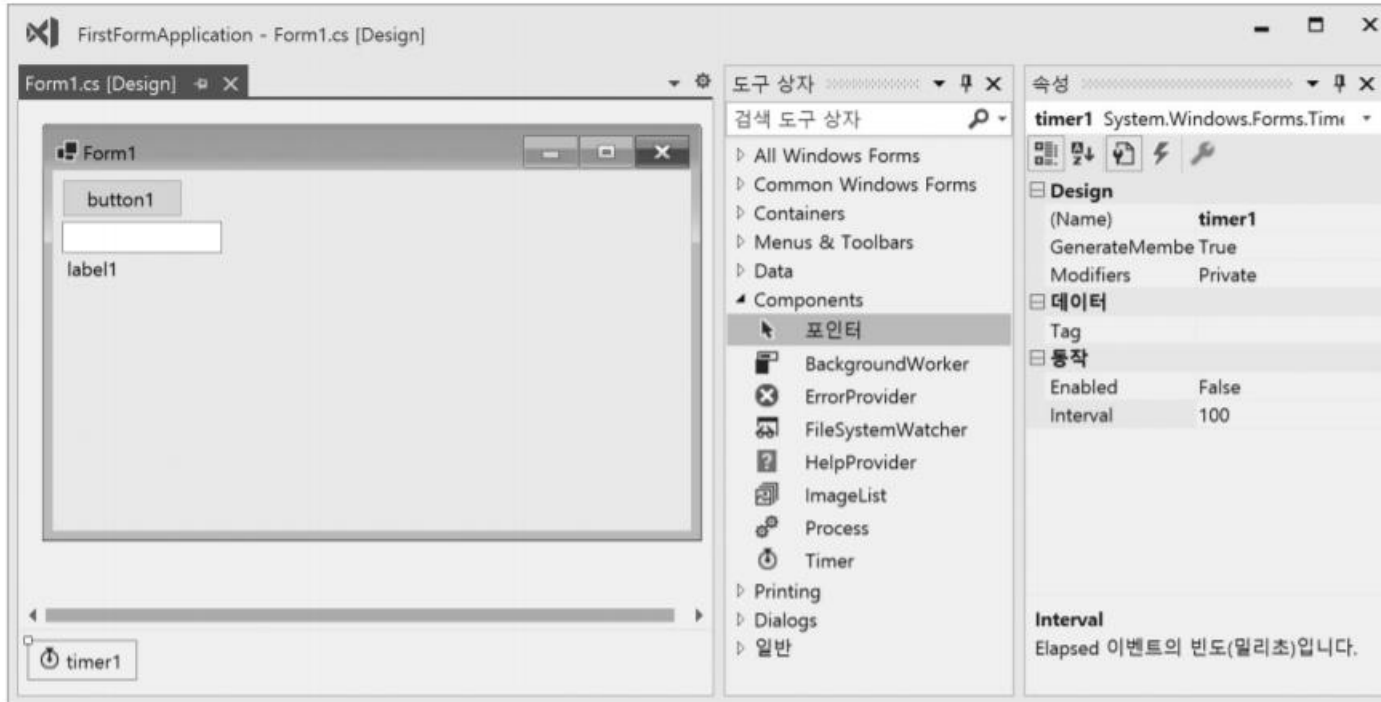 FirstFormApplication - Form1.cs [Design]
Form1.cs [Design]
Form1
button1
label1
timer1
도구 상자
검색 도구 상자
All Windows Forms
Common Windows Forms
Containers
Menus & Toolbars
Data
Components
포인터
BackgroundWorker
ErrorProvider
FileSystemWatcher
HelpProvider
ImageList
Process
Timer
Printing
Dialogs
일반
속성
timer1 System.Windows.Forms.Time
Design
(Name) timer1
GenerateMembe True
Modifiers Private
데이터
Tag
동작
Enabled False
Interval 100
Interval
Elapsed 이벤트의 빈도(밀리초)입니다.